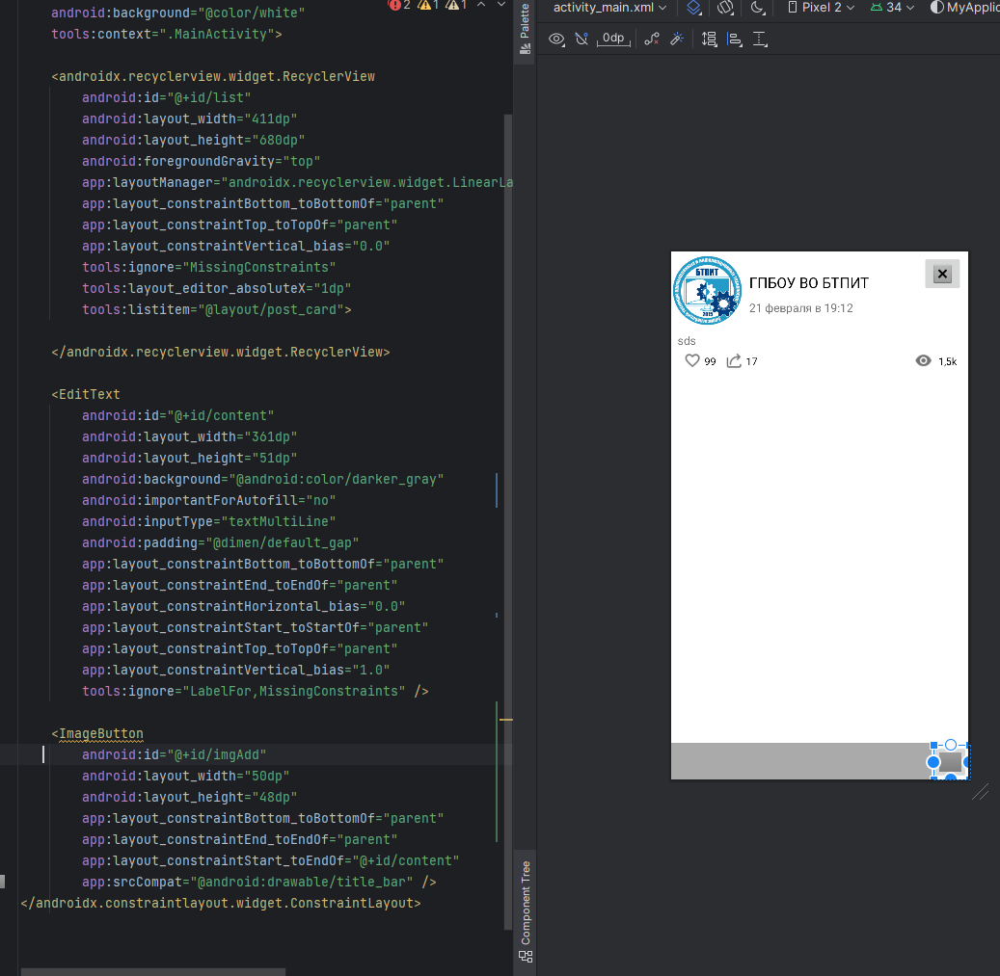 android:background="@color/white"
tools:context=".MainActivity">
<androidx.recyclerview.widget.RecyclerView
android:id="@+id/list"
android:layout_width="411dp"
android:layout_height="680dp"
android:foregroundGravity="top"
app:layoutManager="androidx.recyclerview.widget.LinearLa
app:layout_constraintBottom_toBottomOf="parent"
app:layout_constraintTop_toTopOf="parent"
app:layout_constraintVertical_bias="0.0"
tools:ignore="MissingConstraints"
tools:layout_editor_absoluteX="1dp"
tools:listitem="@layout/post_card">
</androidx.recyclerview.widget.RecyclerView>
<EditText
android:id="@+id/content"
android:layout_width="361dp"
android:layout_height="51dp"
android:background="@android:color/darker_gray"
android:importantForAutofill="no"
android:inputType="textMultiLine"
android:padding="@dimen/default_gap"
app:layout_constraintBottom_toBottomOf="parent"
app:layout_constraintEnd_toEndOf="parent"
app:layout_constraintHorizontal_bias="0.0"
app:layout_constraintStart_toStartOf="parent"
app:layout_constraintTop_toTopOf="parent"
app:layout_constraintVertical_bias="1.0"
tools:ignore="LabelFor,MissingConstraints" />
<ImageButton
android:id="@+id/imgAdd"
android:layout_width="50dp"
android:layout_height="48dp"
app:layout_constraintBottom_toBottomOf="parent"
app:layout_constraintEnd_toEndOf="parent"
app:layout_constraintStart_toEndOf="@+id/content"
app:srcCompat="@android:drawable/title_bar" />
</androidx.constraintlayout.widget.ConstraintLayout>
2 1 1
Palette
Component Tree
activity_main.xml Pixel 2 34 MyApplic
0dp
БТПИТ
2015
ГПБОУ ВО БТПИТ
21 февраля в 19:12
sds
99 17 1,5k